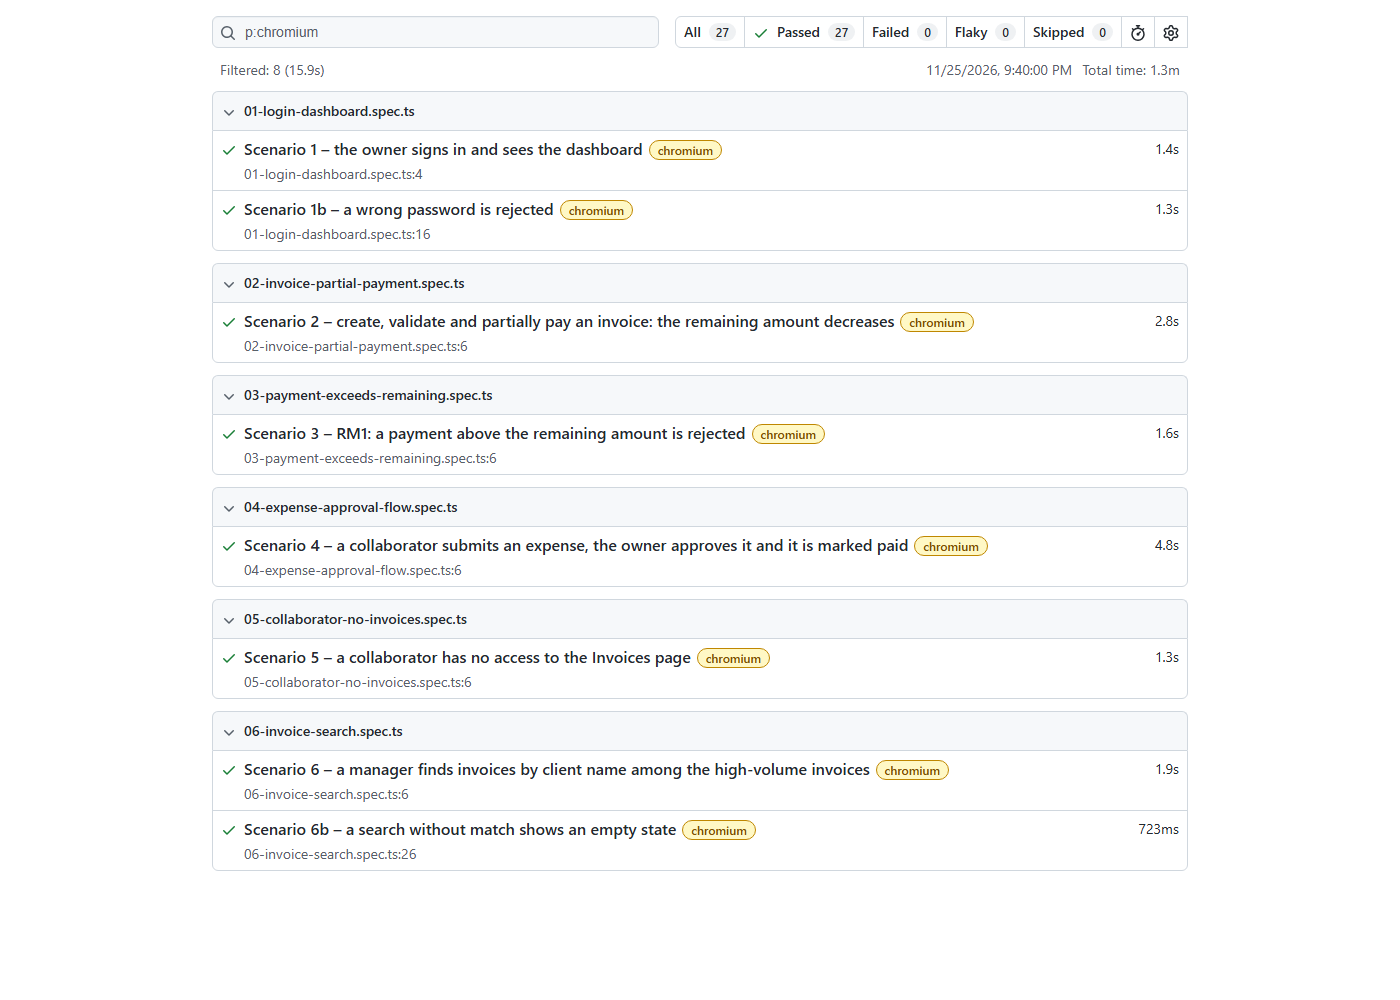 p:chromium
All 27 Passed 27 Failed 0 Flaky 0 Skipped 0
Filtered: 8 (15.9s)
11/25/2026, 9:40:00 PM Total time: 1.3m
01-login-dashboard.spec.ts
Scenario 1 – the owner signs in and sees the dashboard chromium 1.4s
01-login-dashboard.spec.ts:4
Scenario 1b – a wrong password is rejected chromium 1.3s
01-login-dashboard.spec.ts:16
02-invoice-partial-payment.spec.ts
Scenario 2 – create, validate and partially pay an invoice: the remaining amount decreases chromium 2.8s
02-invoice-partial-payment.spec.ts:6
03-payment-exceeds-remaining.spec.ts
Scenario 3 – RM1: a payment above the remaining amount is rejected chromium 1.6s
03-payment-exceeds-remaining.spec.ts:6
04-expense-approval-flow.spec.ts
Scenario 4 – a collaborator submits an expense, the owner approves it and it is marked paid chromium 4.8s
04-expense-approval-flow.spec.ts:6
05-collaborator-no-invoices.spec.ts
Scenario 5 – a collaborator has no access to the Invoices page chromium 1.3s
05-collaborator-no-invoices.spec.ts:6
06-invoice-search.spec.ts
Scenario 6 – a manager finds invoices by client name among the high-volume invoices chromium 1.9s
06-invoice-search.spec.ts:6
Scenario 6b – a search without match shows an empty state chromium 723ms
06-invoice-search.spec.ts:26